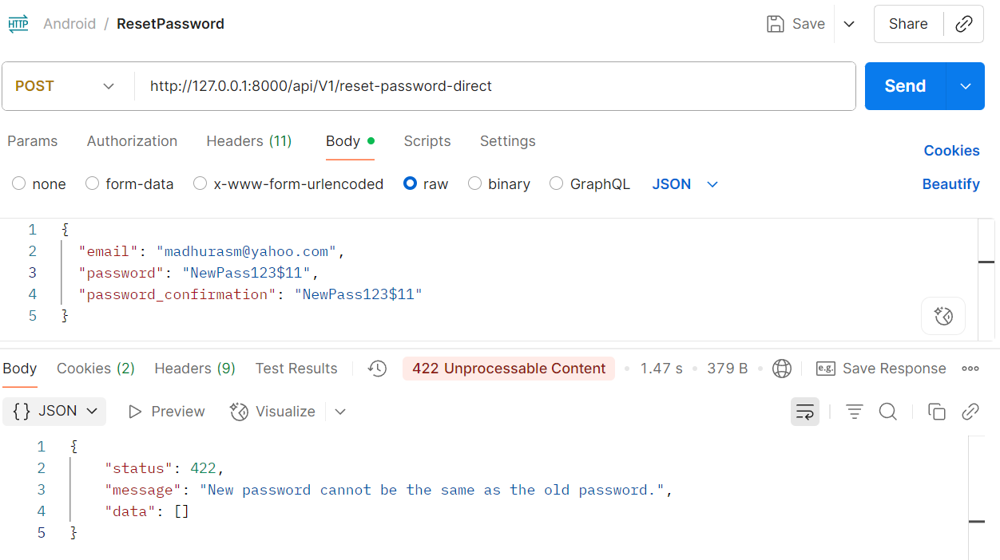 HTTP Android / ResetPassword Save Share
POST http://127.0.0.1:8000/api/V1/reset-password-direct Send
Params Authorization Headers (11) Body Scripts Settings Cookies
none form-data x-www-form-urlencoded raw binary GraphQL JSON Beautify
1 {
2 "email": "madhurasm@yahoo.com",
3 "password": "NewPass123$11",
4 "password_confirmation": "NewPass123$11"
5 }
Body Cookies (2) Headers (9) Test Results 422 Unprocessable Content 1.47 s 379 B e.g. Save Response
{} JSON Preview Visualize
1 {
2 "status": 422,
3 "message": "New password cannot be the same as the old password.",
4 "data": []
5 }